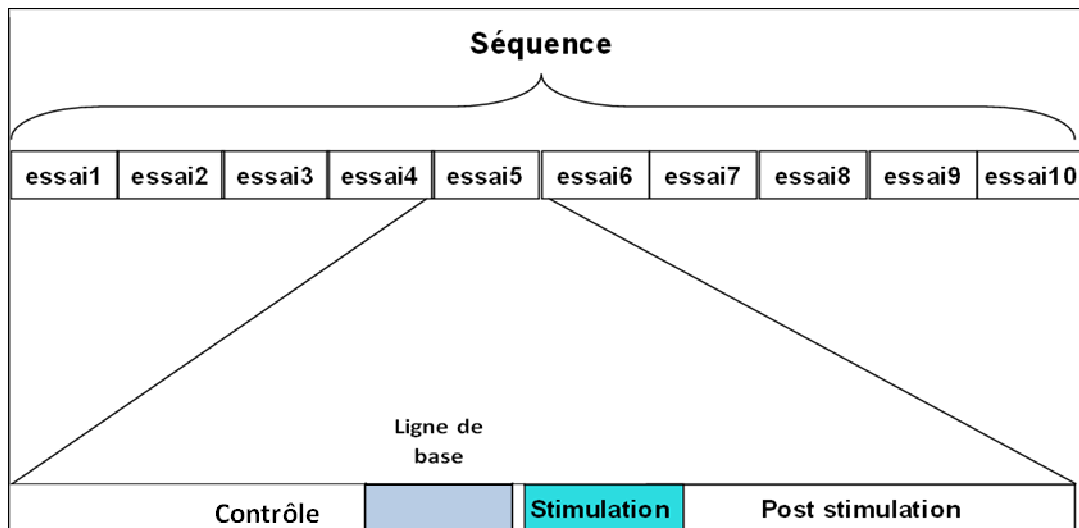 Séquence
essai1 essai2 essai3 essai4 essai5 essai6 essai7 essai8 essai9 essai10
Ligne de
base
Contrôle Stimulation Post stimulation